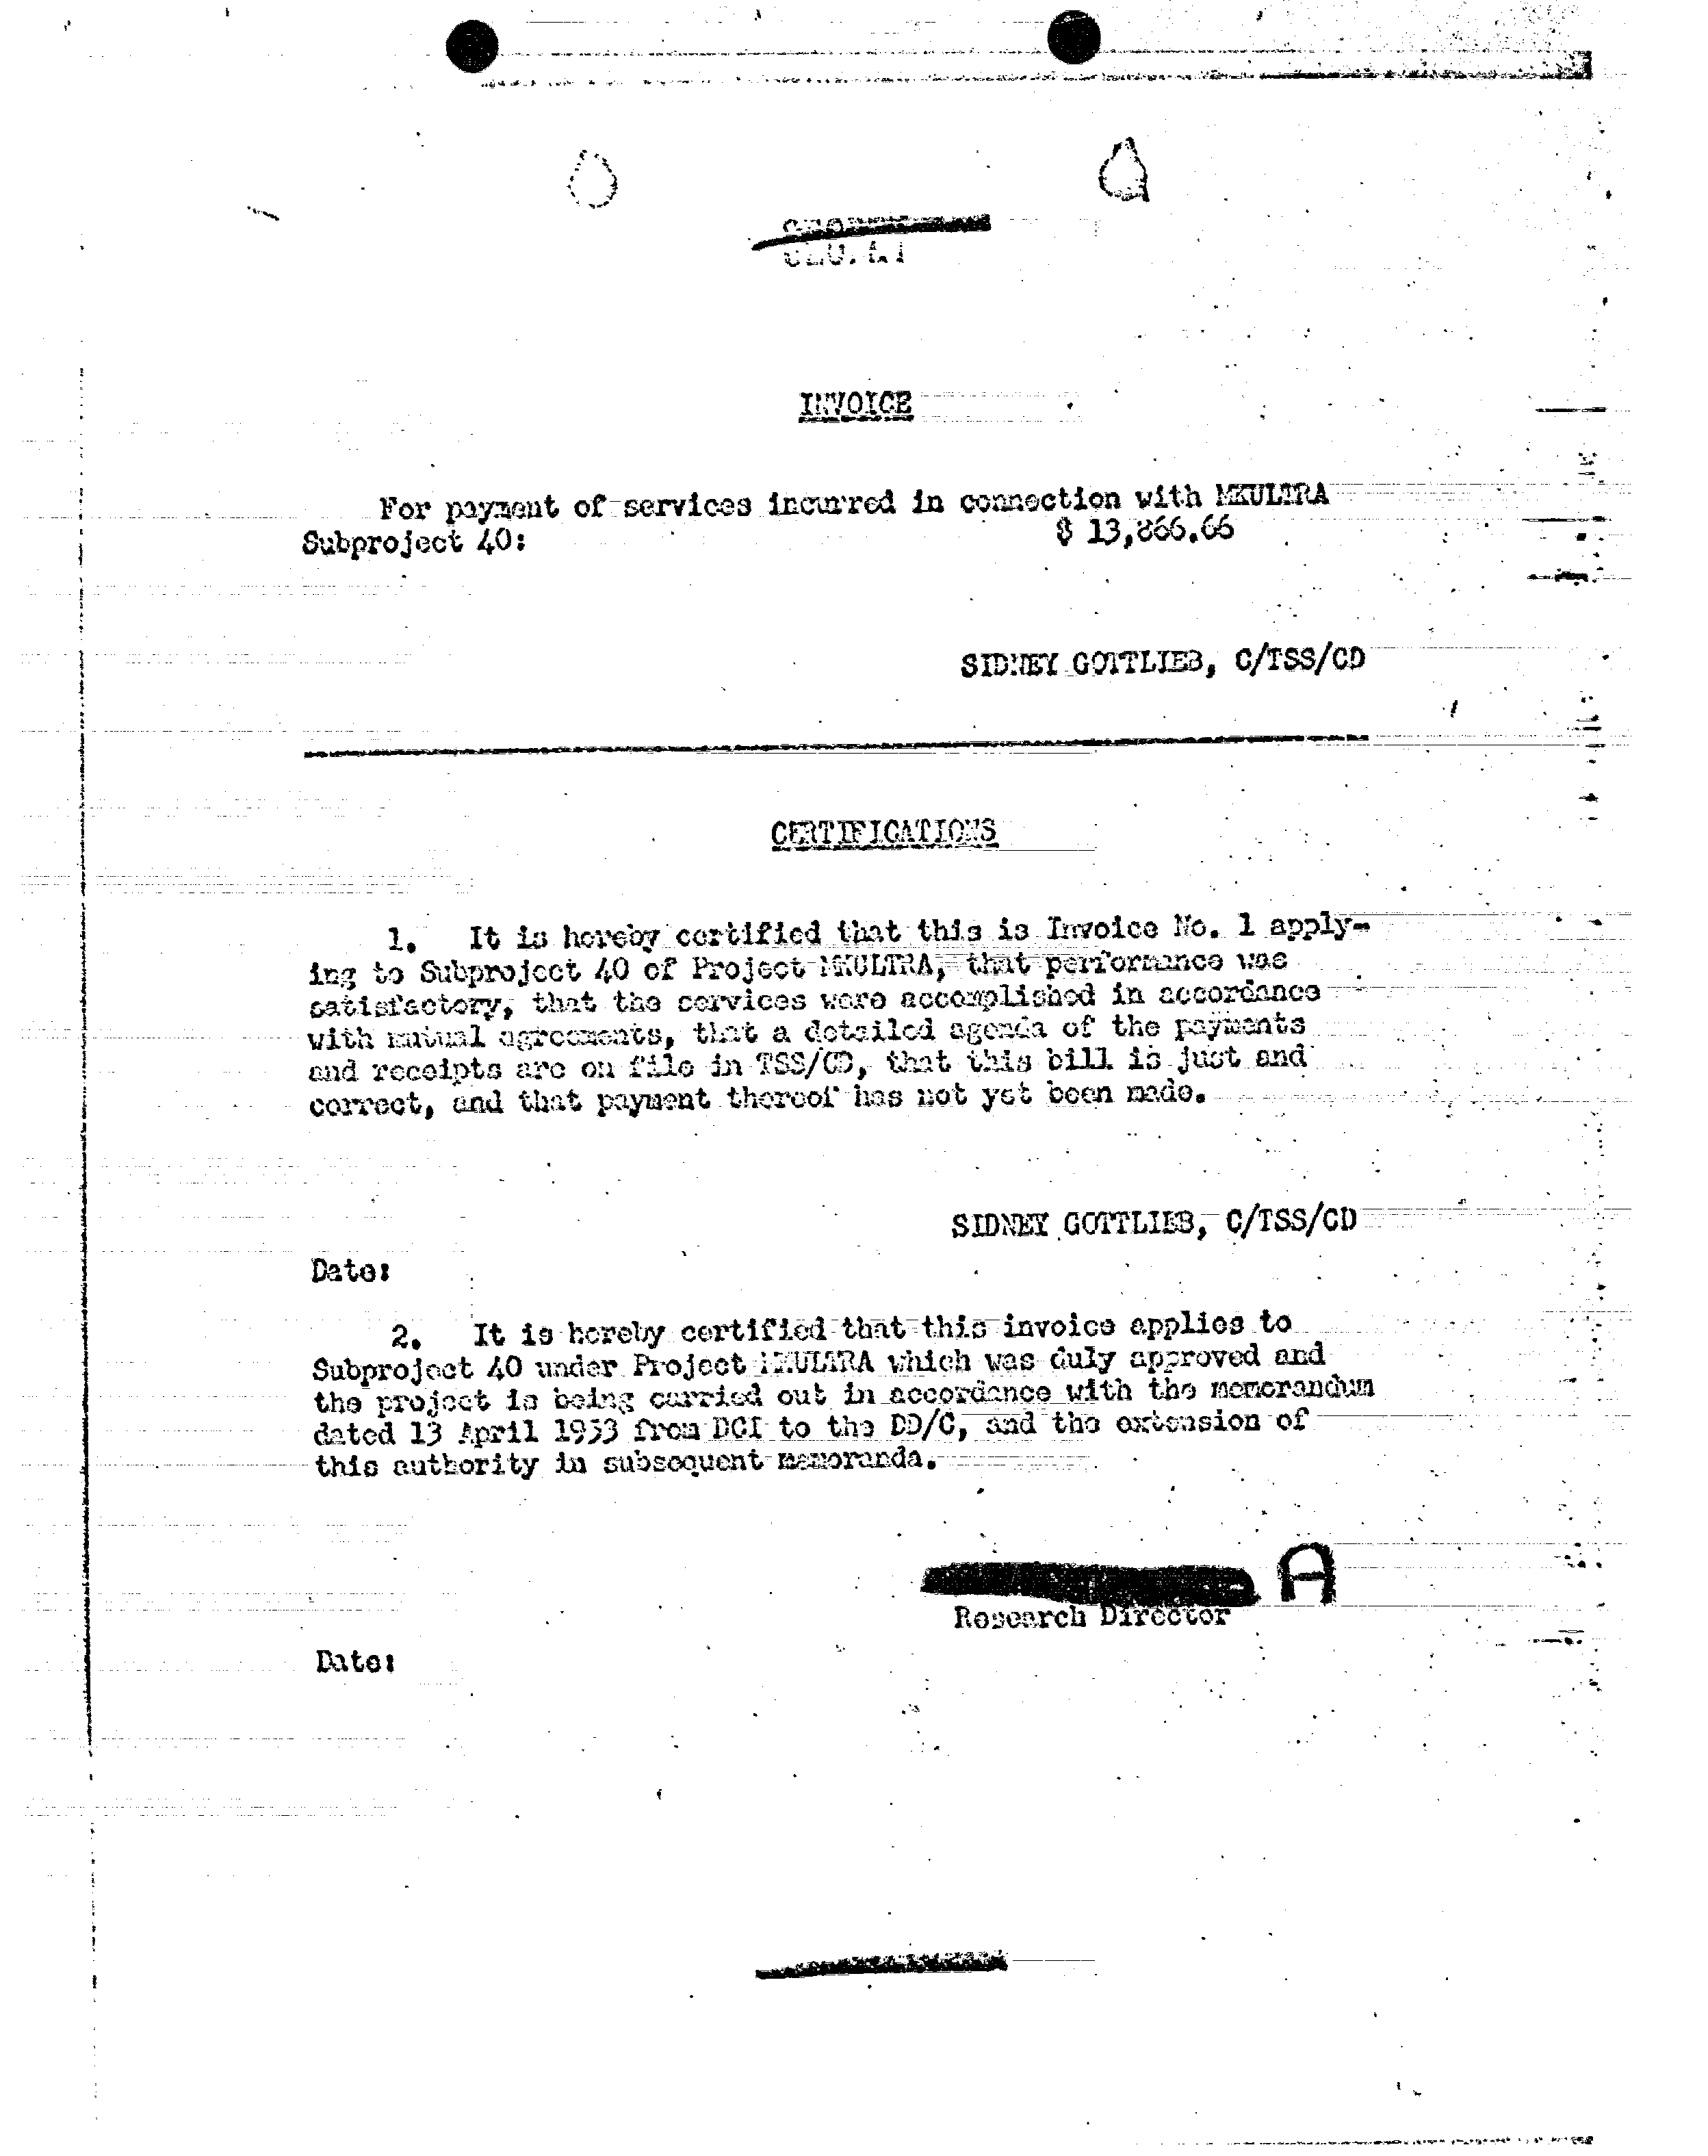 INVOICE
For payment of services incurred in connection with MKULTRA
Subproject 40: $ 13,866.66
SIDNEY GOTTLIEB, C/TSS/CD
CERTIFICATIONS
1. It is hereby certified that this is Invoice No. 1 apply-
ing to Subproject 40 of Project MKULTRA, that performance was
satisfactory, that the services were accomplished in accordance
with mutual agreements, that a detailed agenda of the payments
and receipts are on file in TSS/CD, that this bill is just and
correct, and that payment thereof has not yet been made.
SIDNEY GOTTLIEB, C/TSS/CD
Date:
2. It is hereby certified that this invoice applies to
Subproject 40 under Project MKULTRA which was duly approved and
the project is being carried out in accordance with the memorandum
dated 13 April 1953 from DCI to the DD/C, and the extension of
this authority in subsequent memoranda.
A
Research Director
Date: